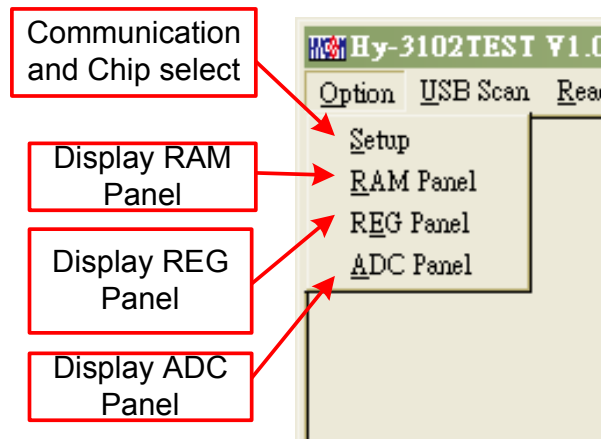 Communication
and Chip select
Display RAM
Panel
Display REG
Panel
Display ADC
Panel
Hy-3102TEST V1.0
Option USB Scan Read
Setup
RAM Panel
REG Panel
ADC Panel